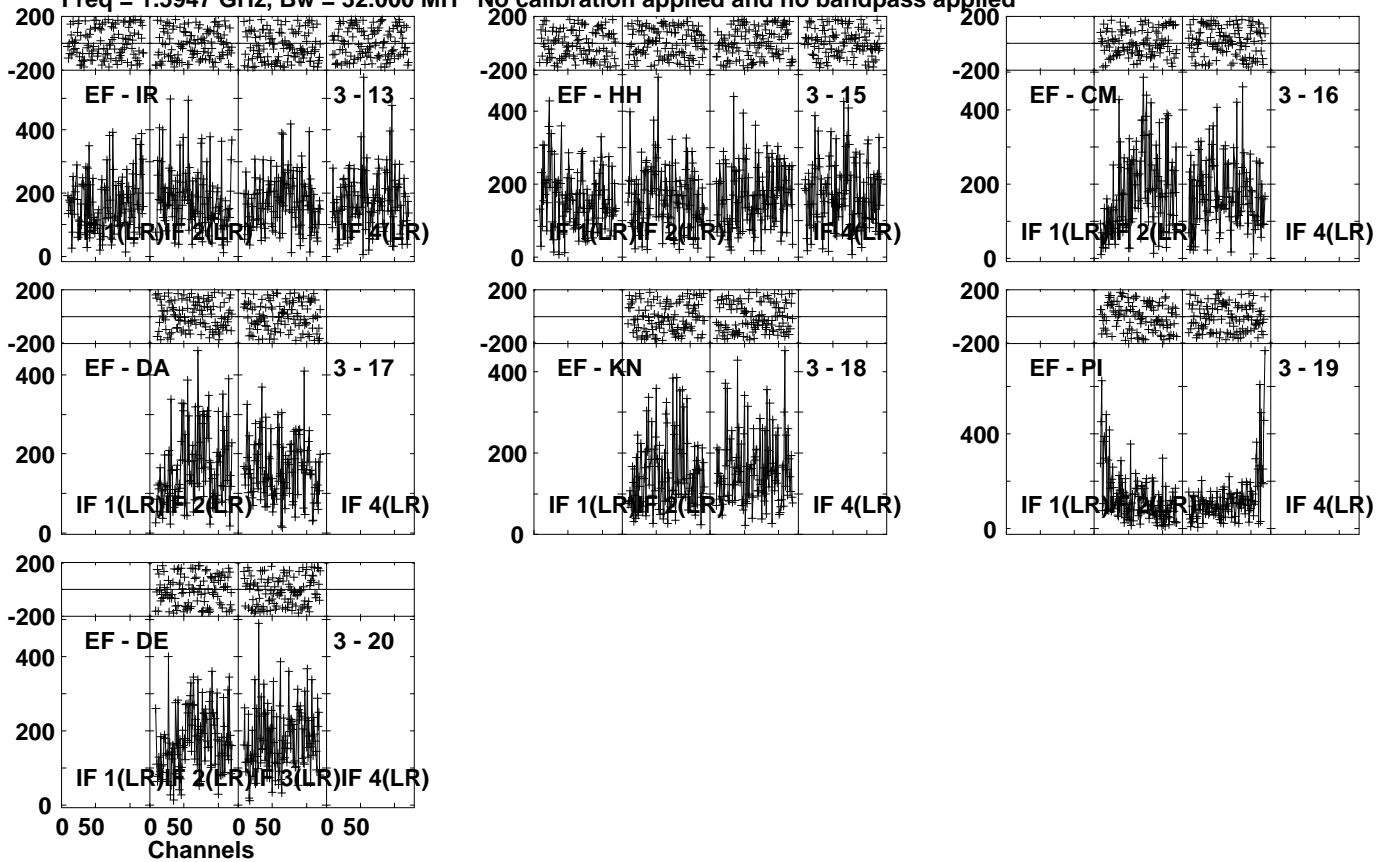 Freq = 1.5947 GHz, Bw = 32.000 MH No calibration applied and no bandpass applied
200
-200
EF - IR
3 - 13
400
200
0
IF 1(LR)
IF 2(LR)
IF 4(LR)
200
-200
EF - HH
3 - 15
400
200
0
IF 1(LR)
IF 2(LR)
IF 4(LR)
200
-200
EF - CM
3 - 16
400
200
0
IF 1(LR)
IF 2(LR)
IF 4(LR)
200
-200
EF - DA
3 - 17
400
200
0
IF 1(LR)
IF 2(LR)
IF 4(LR)
200
-200
EF - KN
3 - 18
400
200
0
IF 1(LR)
IF 2(LR)
IF 4(LR)
200
-200
EF - PI
3 - 19
400
0
IF 1(LR)
IF 2(LR)
IF 4(LR)
200
-200
EF - DE
3 - 20
400
200
0
IF 1(LR)
IF 2(LR)
IF 3(LR)
IF 4(LR)
0 50 0 50 0 50 0 50
Channels